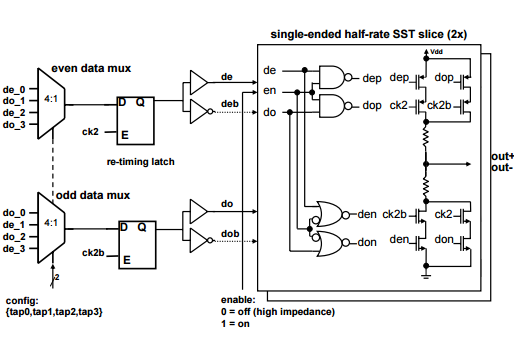 single-ended half-rate SST slice (2x)
Vdd
even data mux
de_0
do_1
de_2
do_3
4:1
D Q
E
ck2
re-timing latch
de
deb
de
en
do
dep
dop
dep
dop
ck2
ck2b
out+
out-
odd data mux
do_0
de_1
do_2
de_3
4:1
2
D Q
E
ck2b
do
dob
den
don
ck2b
ck2
den
don
config:
{tap0,tap1,tap2,tap3}
enable:
0 = off (high impedance)
1 = on